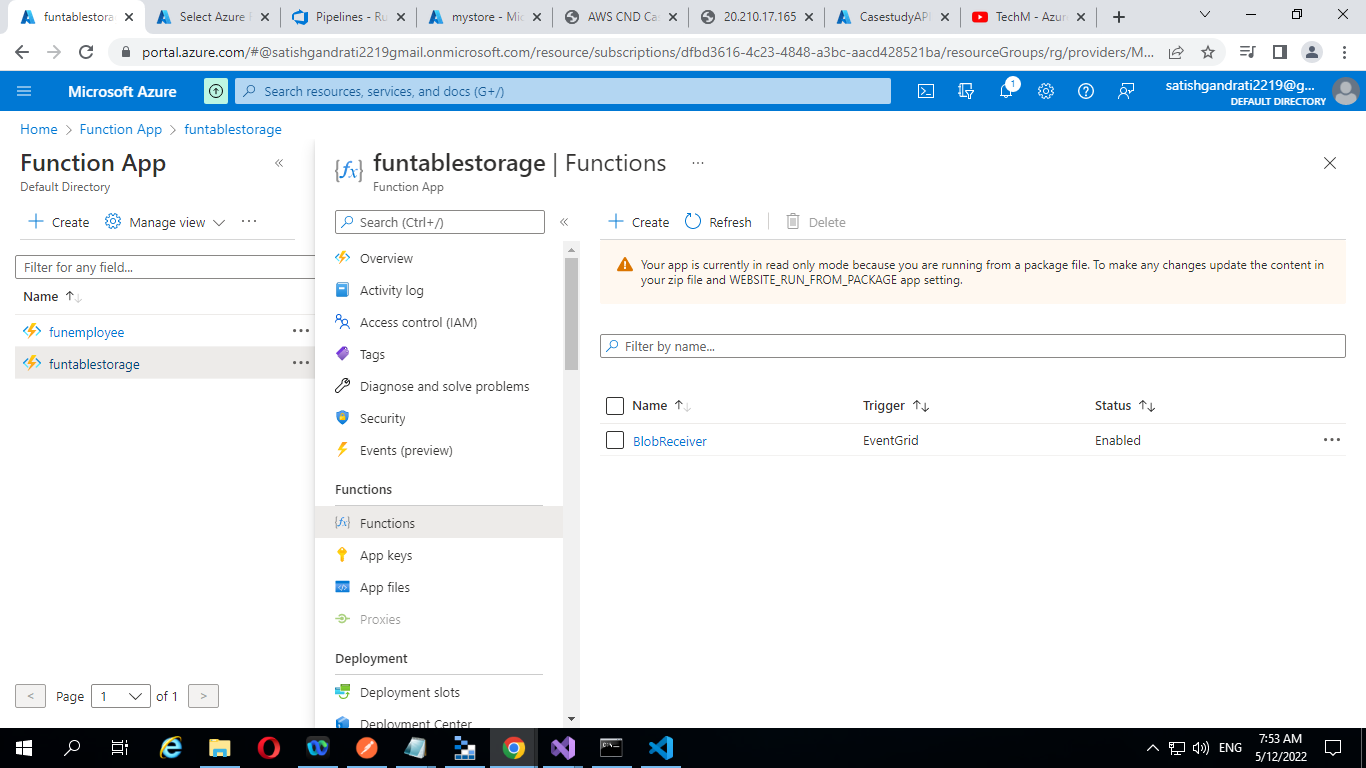 funtablestora
Select Azure
Pipelines - Ru
mystore - Mic
AWS CND Ca
20.210.17.165
CasestudyAPI
TechM - Azur
portal.azure.com/#@satishgandrati2219gmail.onmicrosoft.com/resource/subscriptions/dfbd3616-4c23-4848-a3bc-aacd428521ba/resourceGroups/rg/providers/M...
Microsoft Azure
Search resources, services, and docs (G+/)
1
satishgandrati2219@g...
DEFAULT DIRECTORY
Home > Function App > funtablestorage
Function App
«
Default Directory
+ Create
Manage view
...
Filter for any field...
Name ↑↓
funemployee
...
funtablestorage
...
< Page 1 of 1 >
{fx}
funtablestorage | Functions
...
Function App
Search (Ctrl+/)
«
Overview
Activity log
Access control (IAM)
Tags
Diagnose and solve problems
Security
Events (preview)
Functions
Functions
App keys
App files
Proxies
Deployment
Deployment slots
Deployment Center
+ Create
Refresh
Delete
Your app is currently in read only mode because you are running from a package file. To make any changes update the content in
your zip file and WEBSITE_RUN_FROM_PACKAGE app setting.
Filter by name...
Name ↑↓ Trigger ↑↓ Status ↑↓
BlobReceiver EventGrid Enabled ...
ENG
7:53 AM
5/12/2022